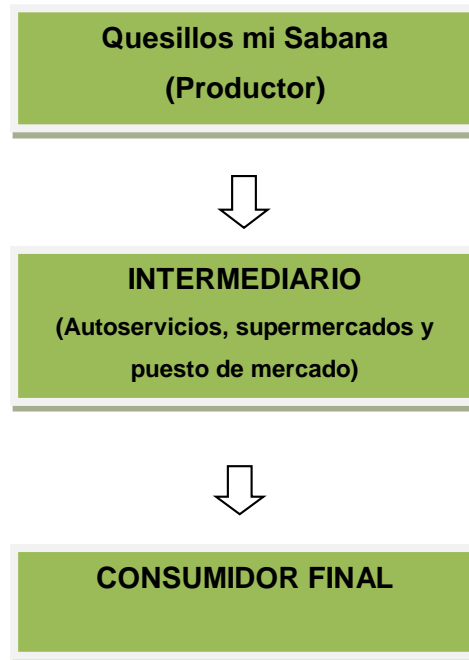 Quesillos mi Sabana
(Productor)
INTERMEDIARIO
(Autoservicios, supermercados y
puesto de mercado)
CONSUMIDOR FINAL